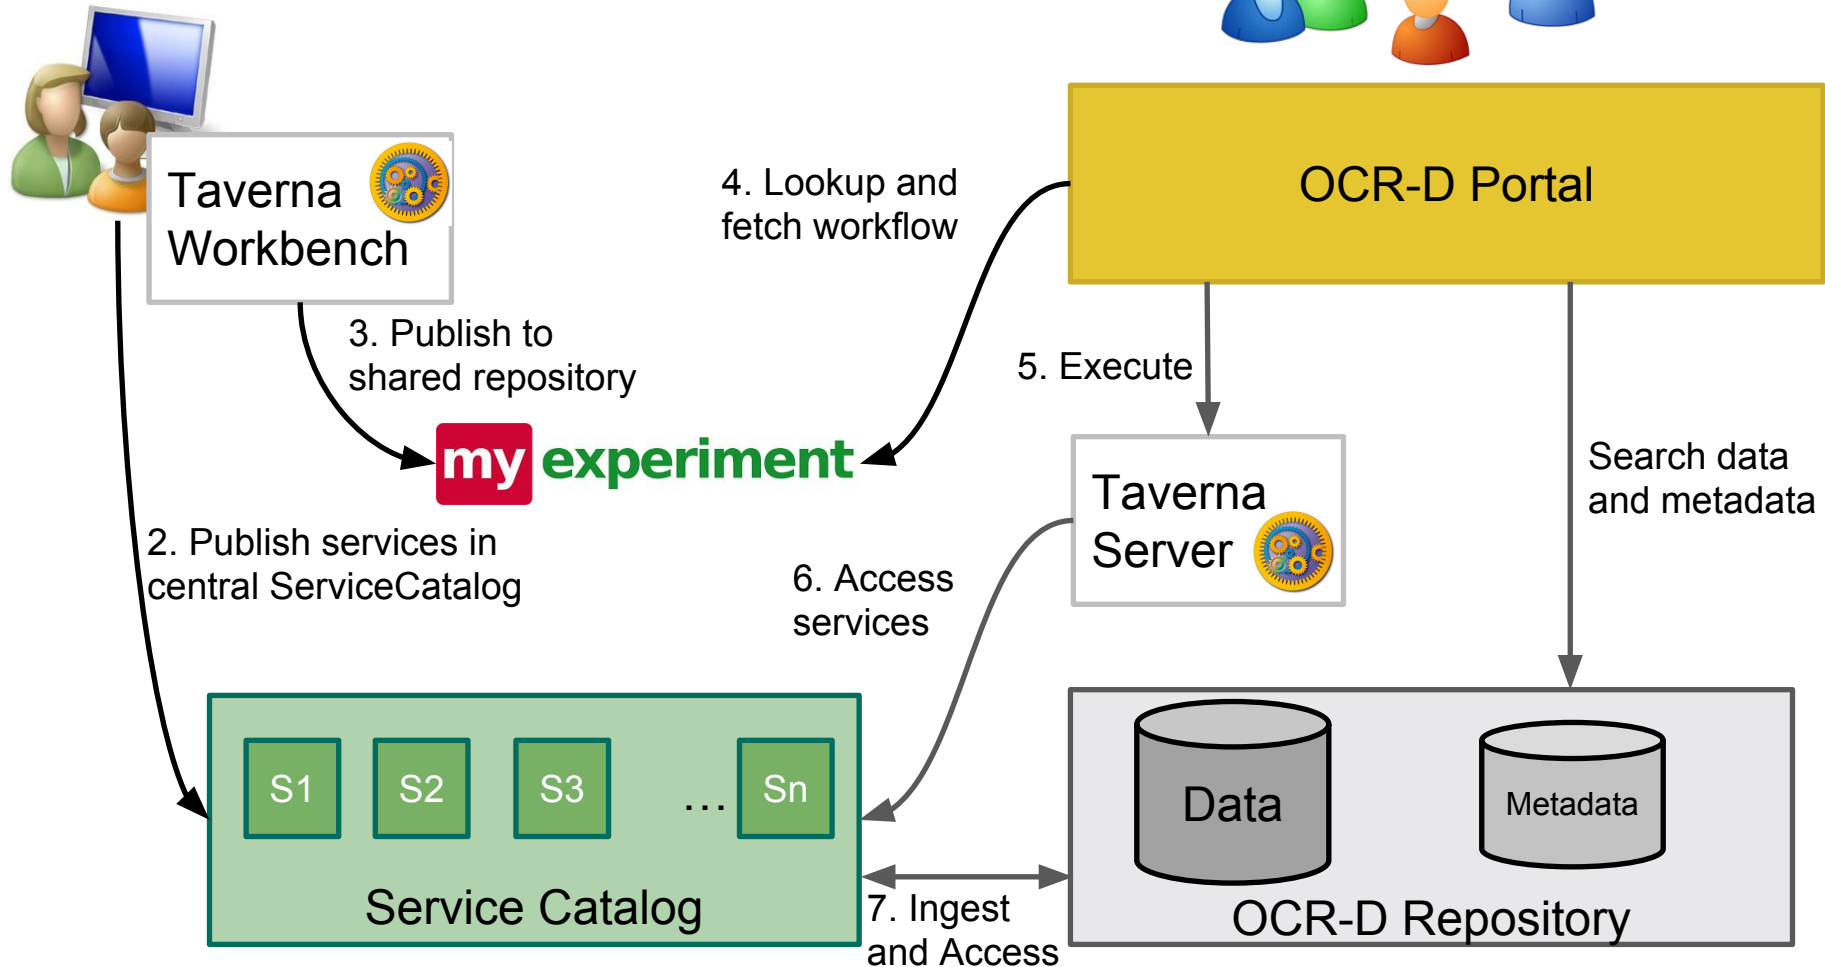 Taverna
Workbench
4. Lookup and
fetch workflow
OCR-D Portal
3. Publish to
shared repository
5. Execute
my experiment
Search data
and metadata
Taverna
Server
2. Publish services in
central ServiceCatalog
6. Access
services
S1 S2 S3 ... Sn
Service Catalog
Data
Metadata
7. Ingest
and Access
OCR-D Repository